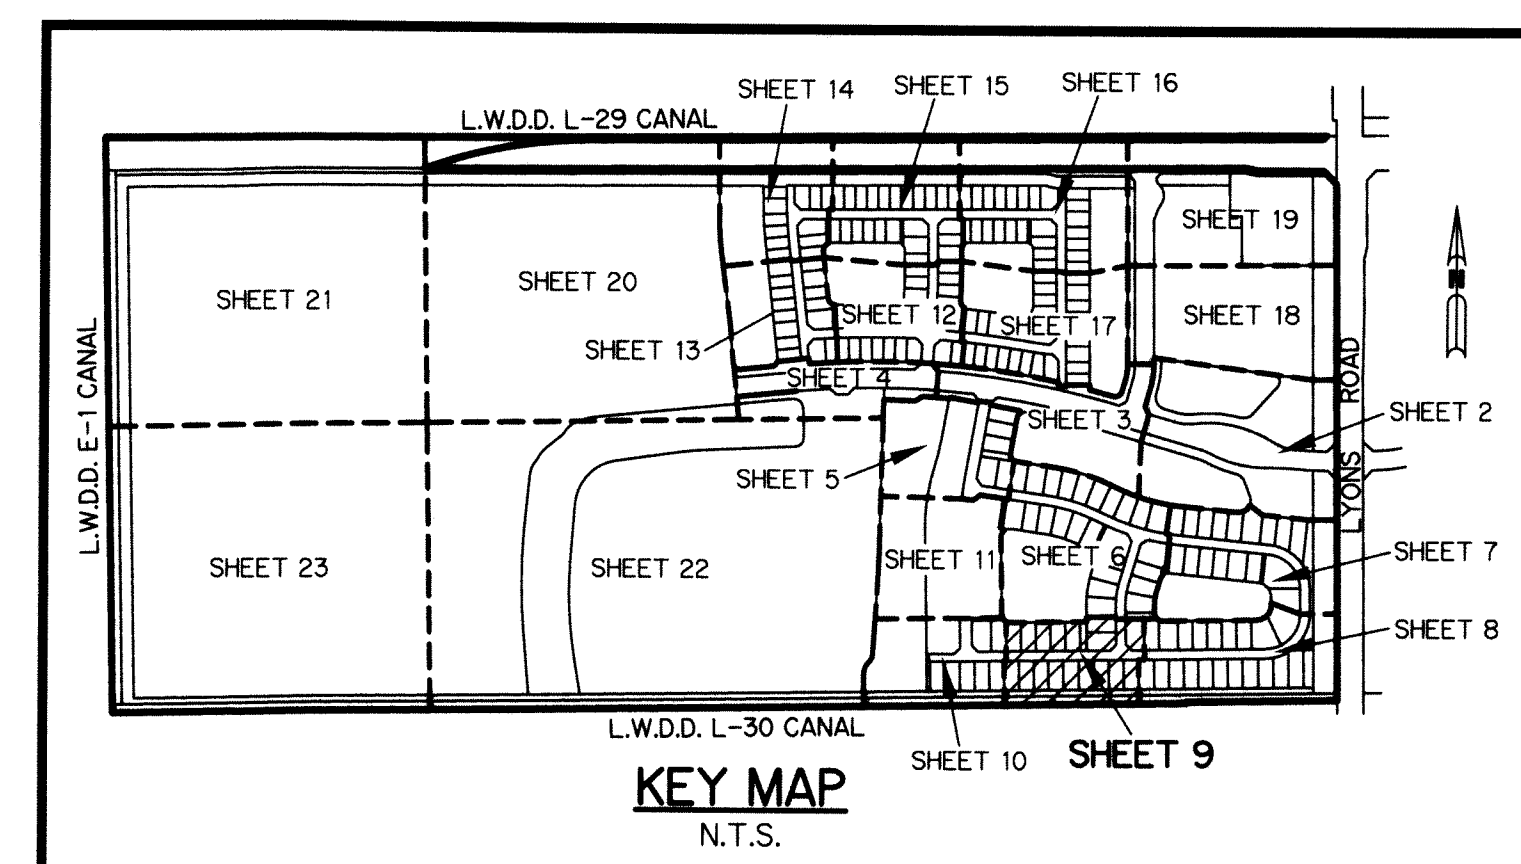 SHEET 14
SHEET 15
SHEET 16
L.W.D.D. L-29 CANAL
SHEET 19
SHEET 21
SHEET 20
SHEET 12
SHEET 17
SHEET 18
SHEET 13
SHEET 4
SHEET 3
SHEET 2
L.W.D.D. E-1 CANAL
LYONS ROAD
SHEET 5
SHEET 23
SHEET 22
SHEET 11
SHEET 6
SHEET 7
SHEET 8
L.W.D.D. L-30 CANAL
SHEET 10
SHEET 9
KEY MAP
N.T.S.
N